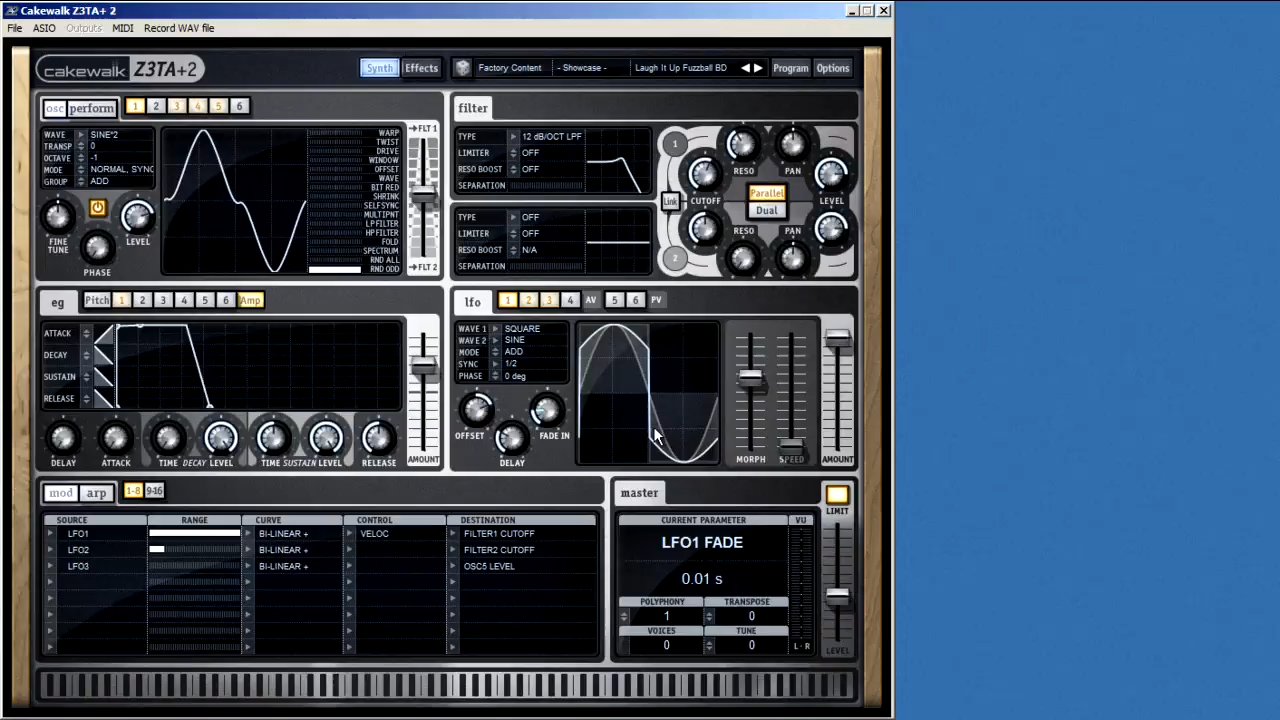 Cakewalk Z3TA+ 2
File ASIO Outputs MIDI Record WAV file
cakewalk Z3TA+2 Synth Effects Factory Content - Showcase - Laugh It Up Fuzzball BD Program Options
osc perform 1 2 3 4 5 6
WAVE SINE*2
TRANSP 0
OCTAVE -1
MODE NORMAL, SYNC
GROUP ADD
FINE TUNE
LEVEL
PHASE
WARP
TWIST
DRIVE
WINDOW
OFFSET
WAVE
BIT RED
SHRINK
SELFSYNC
MULTIPNT
LP FILTER
HP FILTER
FOLD
SPECTRUM
RND ALL
RND ODD
FLT 1
FLT 2
filter
TYPE 12 dB/OCT LPF
LIMITER OFF
RESO BOOST OFF
SEPARATION
TYPE OFF
LIMITER OFF
RESO BOOST N/A
SEPARATION
1
Link
2
RESO PAN
CUTOFF Parallel LEVEL
Dual
RESO PAN
eg Pitch 1 2 3 4 5 6 Amp
ATTACK
DECAY
SUSTAIN
RELEASE
DELAY ATTACK TIME DECAY LEVEL TIME SUSTAIN LEVEL RELEASE
AMOUNT
lfo 1 2 3 4 AV 5 6 PV
WAVE 1 SQUARE
WAVE 2 SINE
MODE ADD
SYNC 1/2
PHASE 0 deg
OFFSET FADE IN
DELAY
MORPH SPEED AMOUNT
mod arp 1-8 9-16
SOURCE RANGE CURVE CONTROL DESTINATION
LFO1 BI-LINEAR + VELOC FILTER1 CUTOFF
LFO2 BI-LINEAR + FILTER2 CUTOFF
LFO3 BI-LINEAR + OSC5 LEVEL
master
LIMIT
CURRENT PARAMETER VU
LFO1 FADE
0.01 s
POLYPHONY TRANSPOSE
1 0
VOICES TUNE
0 0
L - R
LEVEL